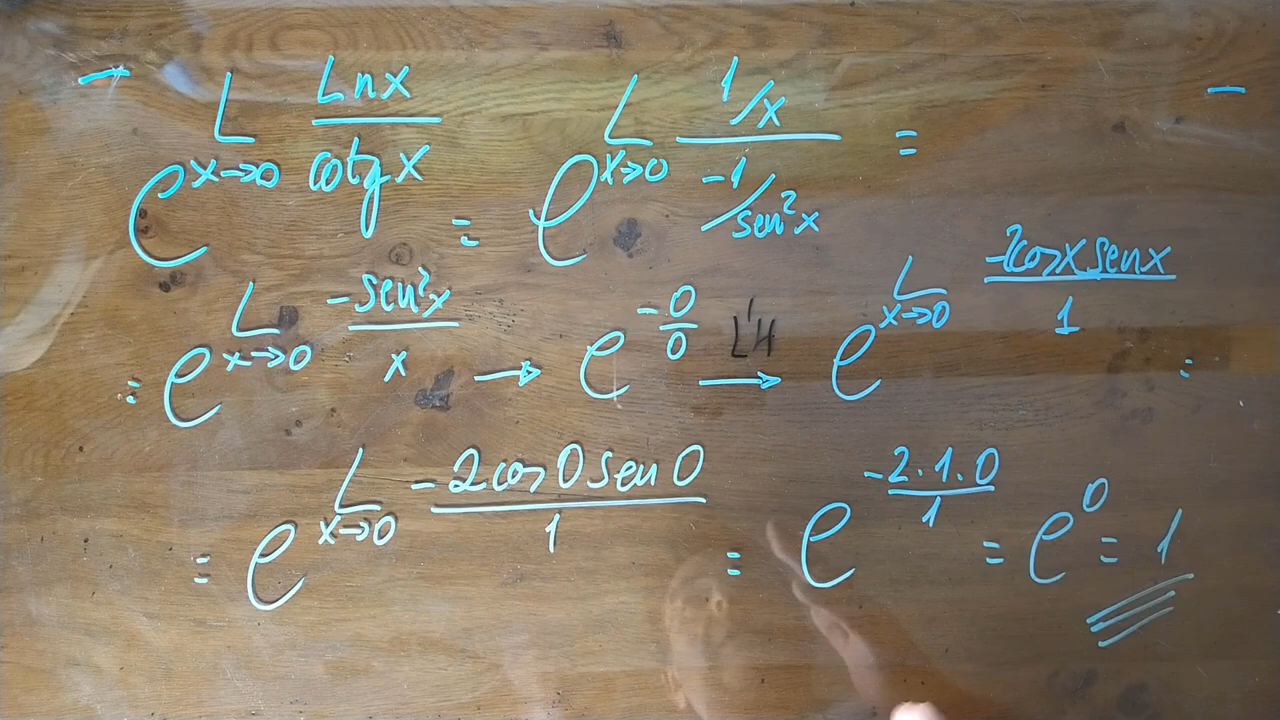 e^{L x→0 Lnx / cotg x} = e^{L x→0 1/x / -1/sen²x} =
= e^{L x→0 -sen²x / x} → e^{-0/0} L'H → e^{L x→0 -2cosx senx / 1} =
= e^{L x→0 -2cos0 sen0 / 1} = e^{-2·1·0 / 1} = e^0 = 1